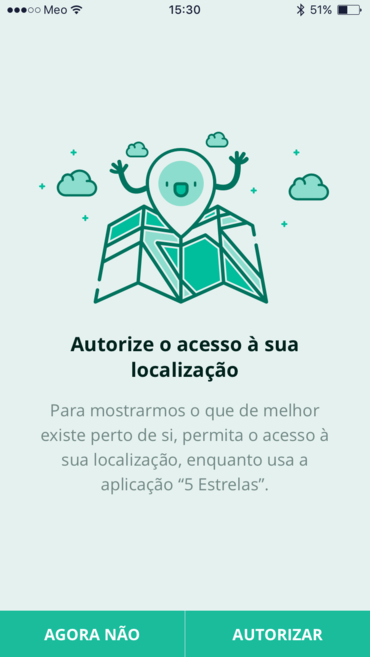 Meo 15:30 51%
Autorize o acesso à sua
localização
Para mostrarmos o que de melhor
existe perto de si, permita o acesso à
sua localização, enquanto usa a
aplicação “5 Estrelas”.
AGORA NÃO AUTORIZAR